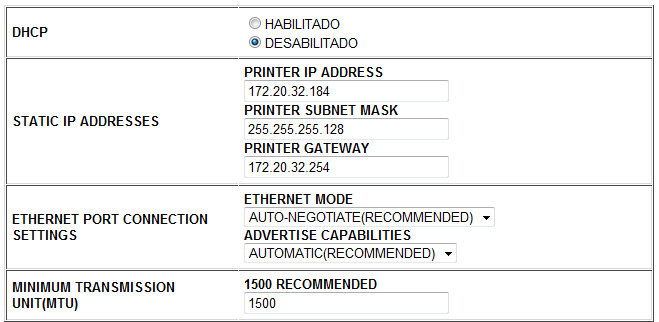 DHCP
HABILITADO
DESABILITADO
STATIC IP ADDRESSES
PRINTER IP ADDRESS
172.20.32.184
PRINTER SUBNET MASK
255.255.255.128
PRINTER GATEWAY
172.20.32.254
ETHERNET PORT CONNECTION
SETTINGS
ETHERNET MODE
AUTO-NEGOTIATE(RECOMMENDED)
ADVERTISE CAPABILITIES
AUTOMATIC(RECOMMENDED)
MINIMUM TRANSMISSION
UNIT(MTU)
1500 RECOMMENDED
1500